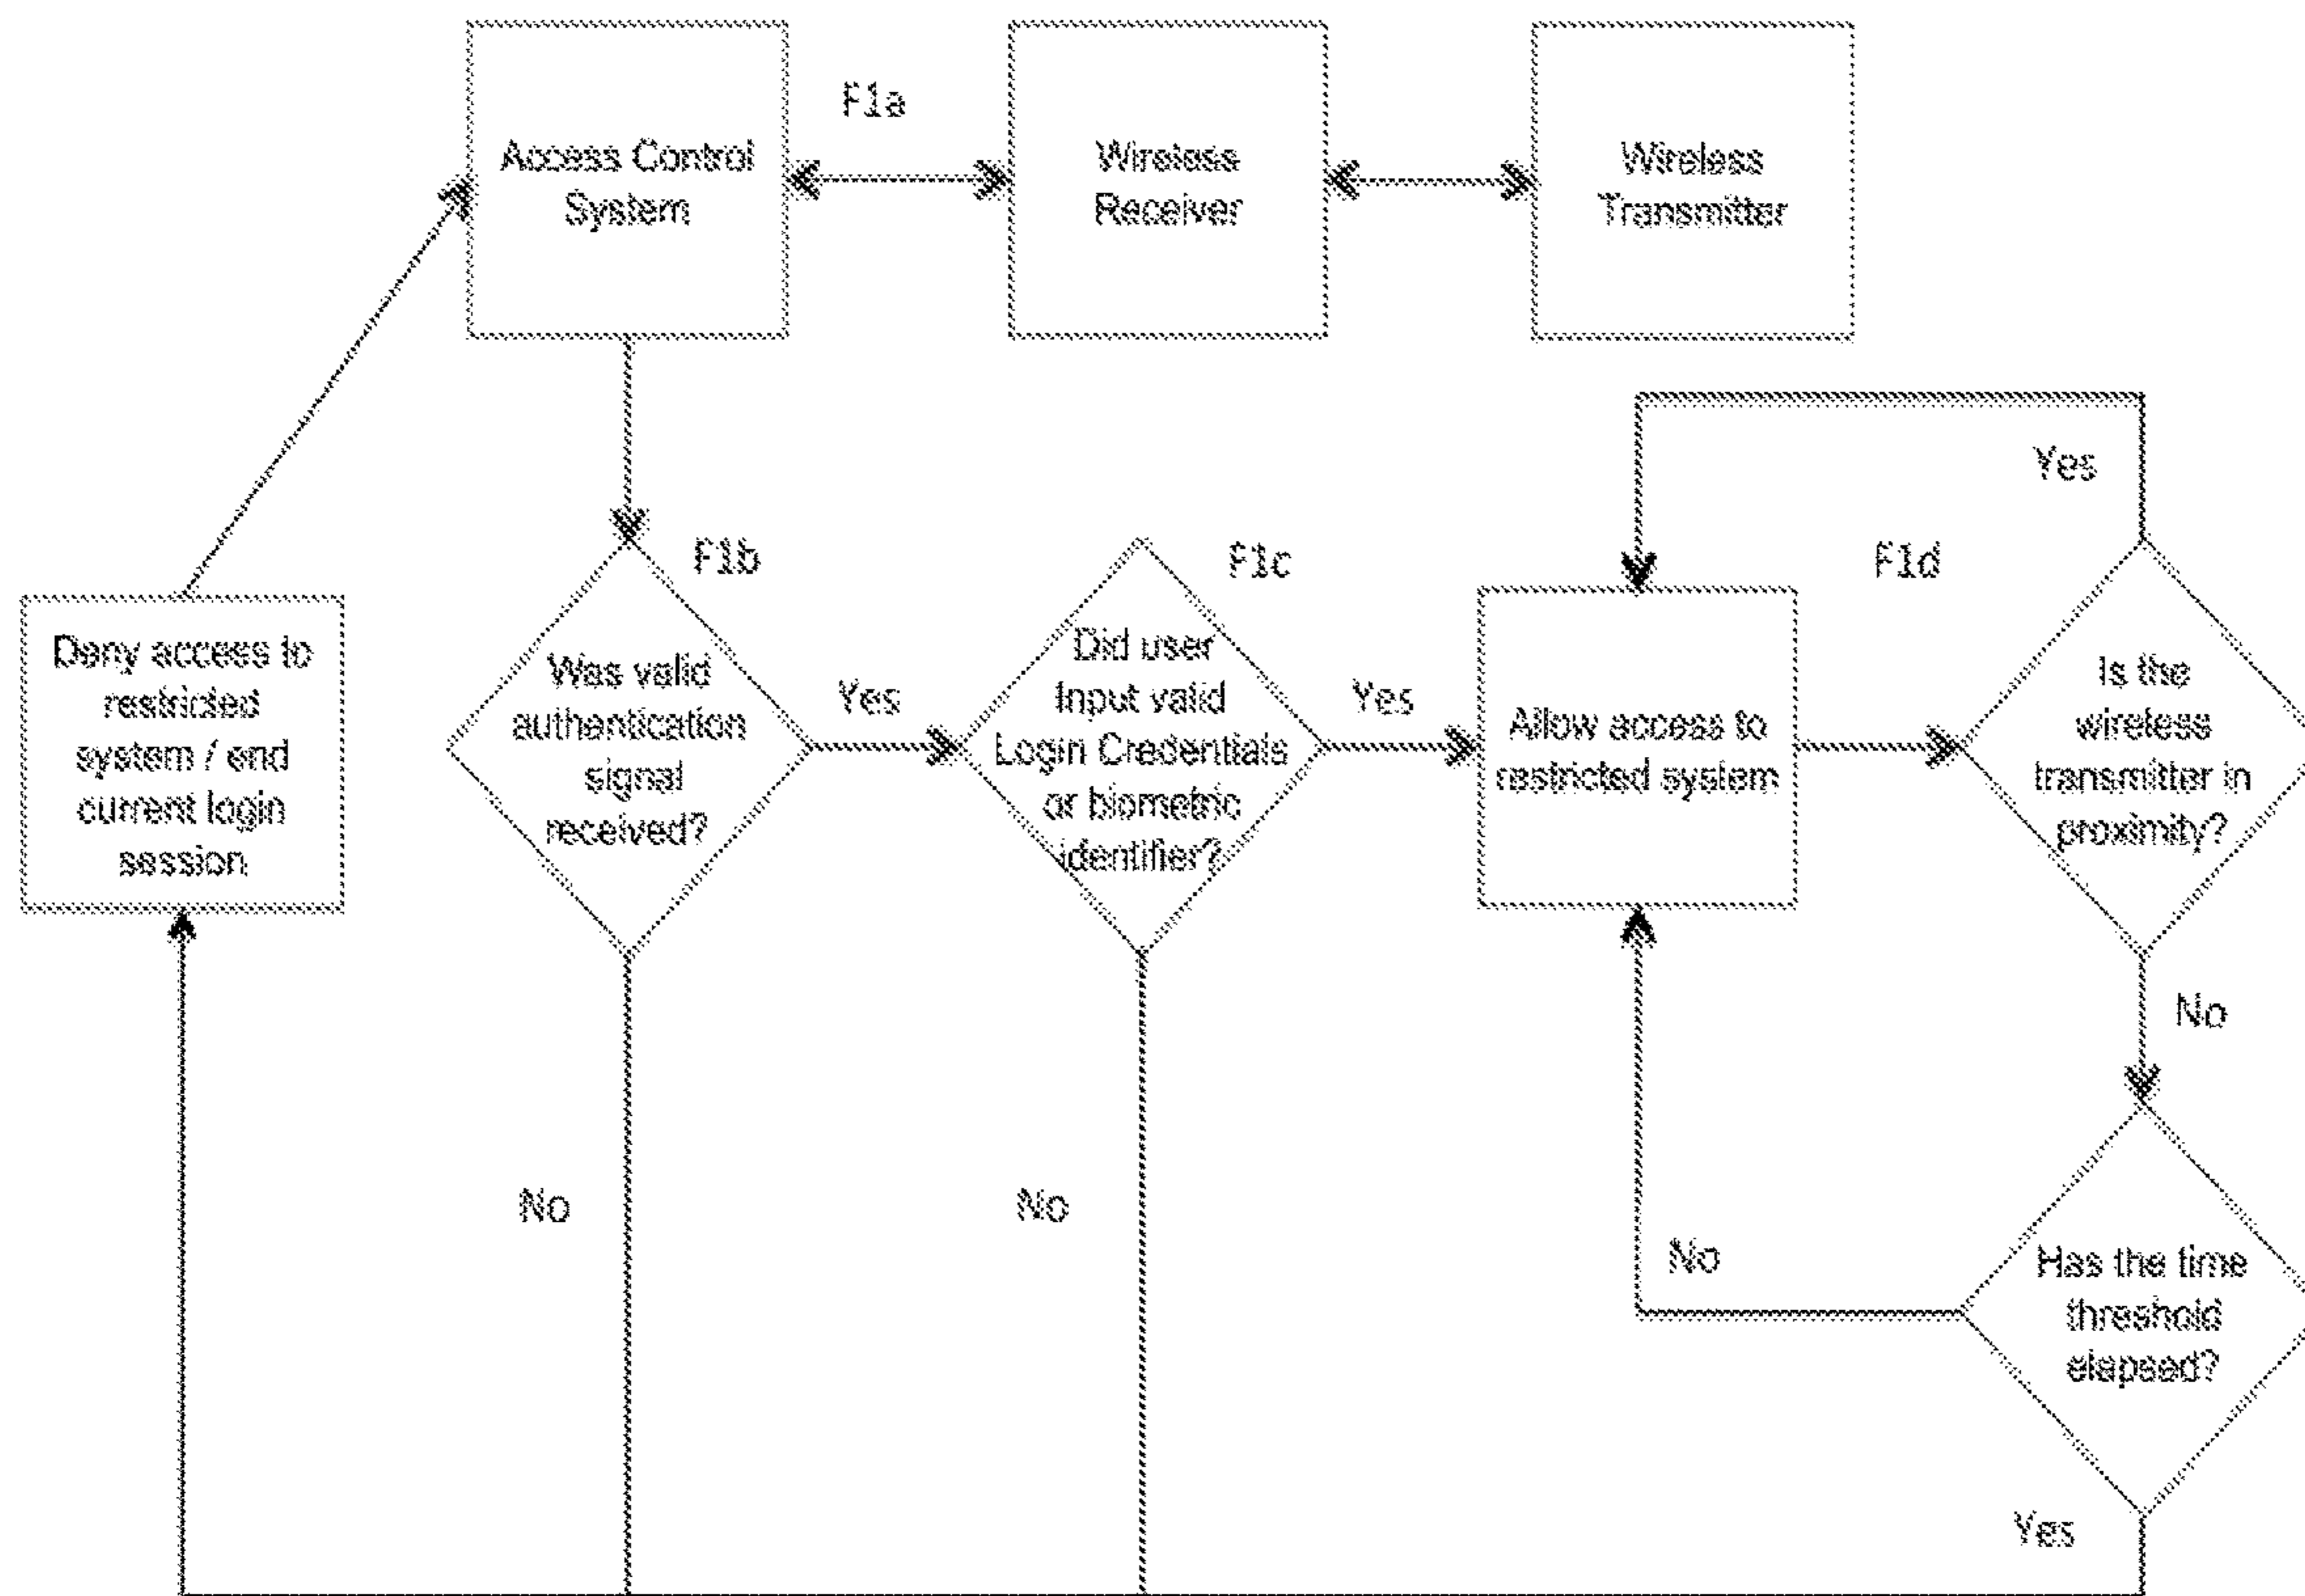 F1a
Access Control
System
Wireless
Receiver
Wireless
Transmitter
Yes
F1b
F1c
F1d
Deny access to
restricted
system / end
current login
session
Was valid
authentication
signal
received?
Yes
Did user
Input valid
Login Credentials
or biometric
identifier?
Yes
Allow access to
restricted system
Is the
wireless
transmitter in
proximity?
No
No
No
No
Has the time
threshold
elapsed?
Yes